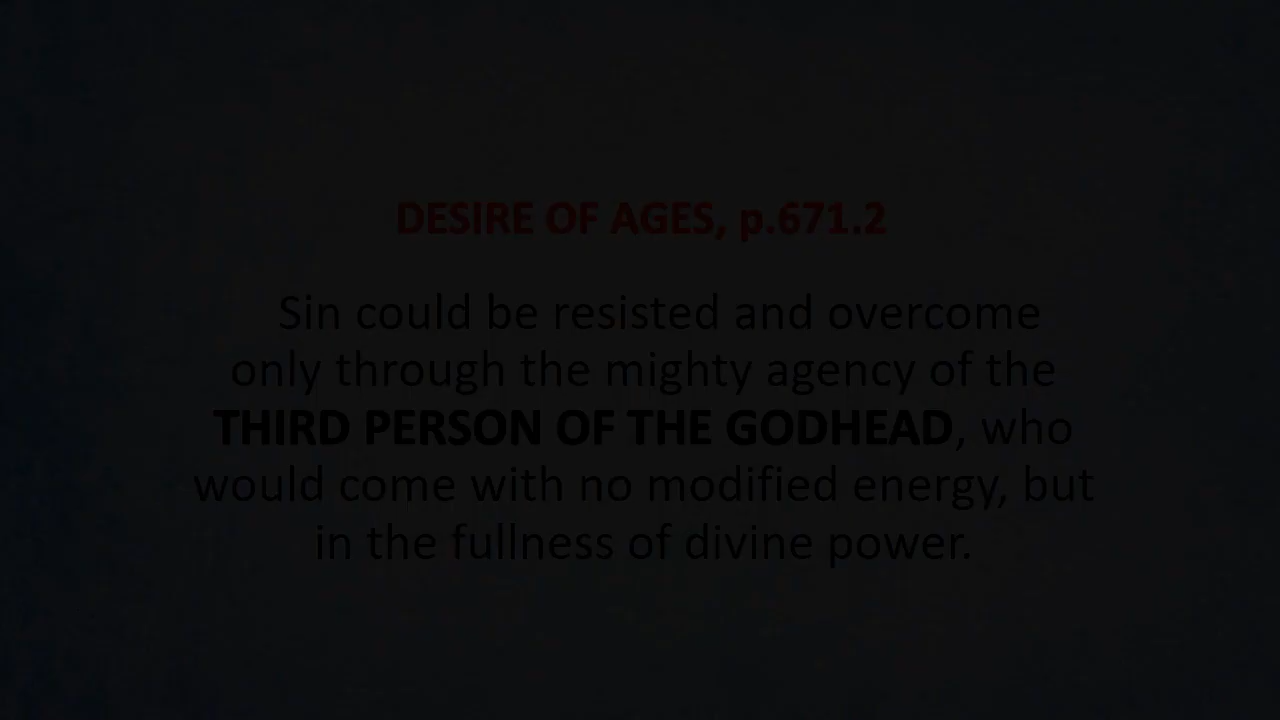 DESIRE OF AGES, p.671.2
Sin could be resisted and overcome
only through the mighty agency of the
THIRD PERSON OF THE GODHEAD, who
would come with no modified energy, but
in the fullness of divine power.